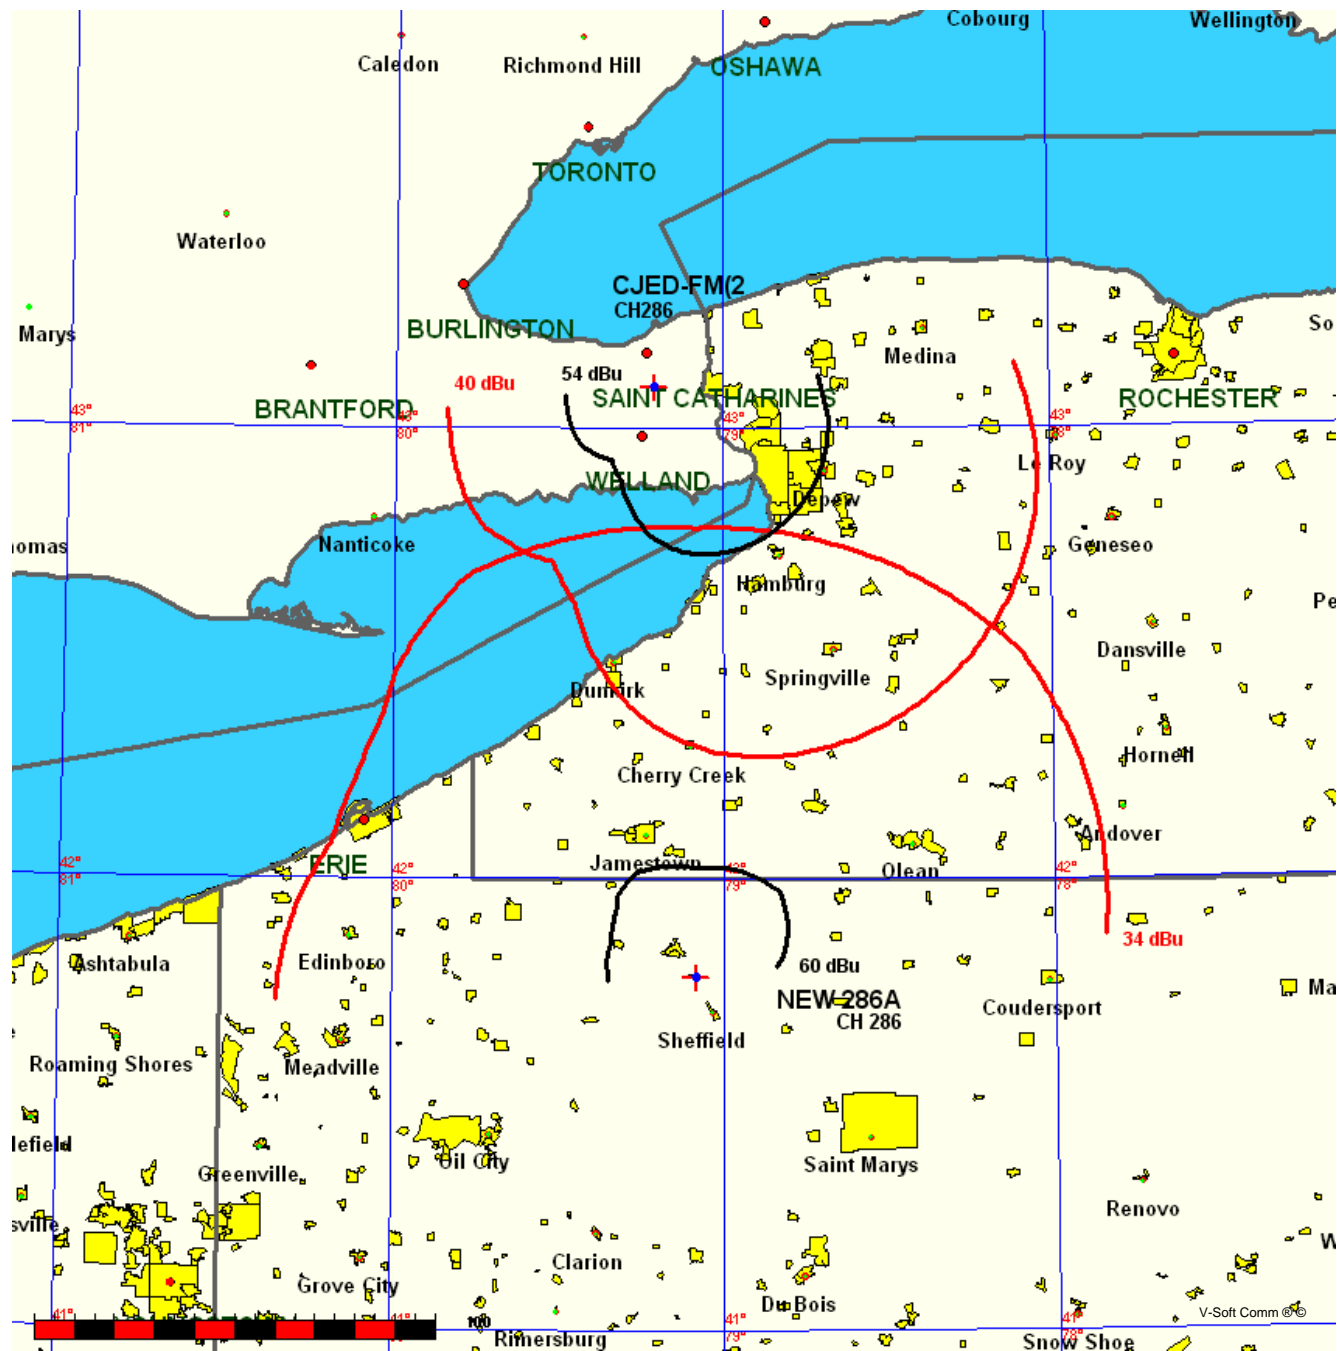 Cobourg
Wellington
Caledon
Richmond Hill
OSHAWA
TORONTO
Waterloo
CJED-FM(2
CH286
Marys
BURLINGTON
Medina
So
40 dBu
54 dBu
BRANTFORD
SAINT CATHARINES
ROCHESTER
43°
81°
43°
80°
43°
79°
43°
78°
Le Roy
WELLAND
Depew
homas
Nanticoke
Geneseo
Hamburg
Pe
Dansville
Springville
Dunkirk
Hornell
Cherry Creek
Andover
Jamestown
Olean
ERIE
42°
81°
42
80°
42°
79°
42°
78°
34 dBu
Ashtabula
Edinboro
60 dBu
NEW 286A
CH 286
Coudersport
Ma
Sheffield
Roaming Shores
Meadville
lefield
Greenville
Oil City
Saint Marys
Renovo
sville
Clarion
W
Grove City
Du Bois
41°
41°
100
41°
79°
41°
78°
V-Soft Comm ® ©
Rimersburg
Snow Shoe